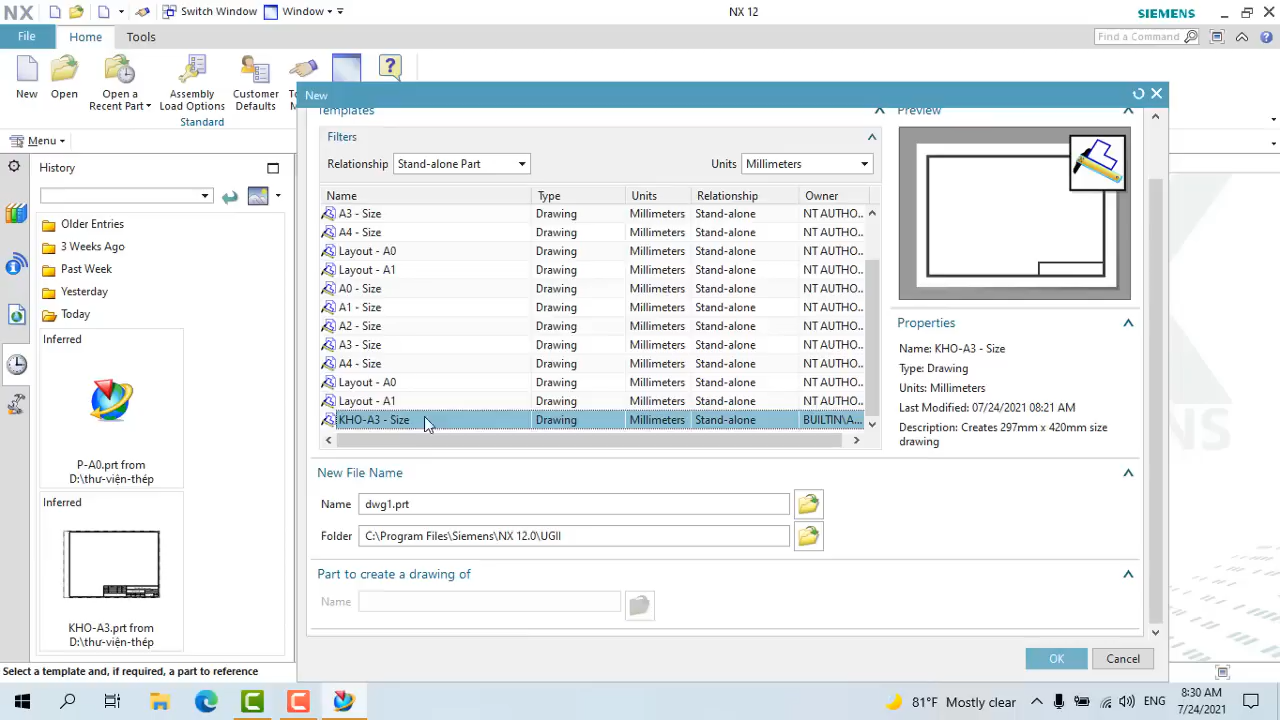 NX Switch Window Window NX 12 SIEMENS
File Home Tools Find a Command
New Open Open a Recent Part Assembly Load Options Customer Defaults
Standard
New
Menu
Templates Preview
History
Filters
Relationship Stand-alone Part Units Millimeters
Name Type Units Relationship Owner
A3 - Size Drawing Millimeters Stand-alone NT AUTHO...
A4 - Size Drawing Millimeters Stand-alone NT AUTHO...
Layout - A0 Drawing Millimeters Stand-alone NT AUTHO...
Layout - A1 Drawing Millimeters Stand-alone NT AUTHO...
A0 - Size Drawing Millimeters Stand-alone NT AUTHO...
A1 - Size Drawing Millimeters Stand-alone NT AUTHO...
A2 - Size Drawing Millimeters Stand-alone NT AUTHO...
A3 - Size Drawing Millimeters Stand-alone NT AUTHO...
A4 - Size Drawing Millimeters Stand-alone NT AUTHO...
Layout - A0 Drawing Millimeters Stand-alone NT AUTHO...
Layout - A1 Drawing Millimeters Stand-alone NT AUTHO...
KHO-A3 - Size Drawing Millimeters Stand-alone BUILTIN\A...
Older Entries
3 Weeks Ago
Past Week
Yesterday
Today
Inferred
P-A0.prt from
D:\thư-viện-thép
Inferred
KHO-A3.prt from
D:\thư-viện-thép
Properties
Name: KHO-A3 - Size
Type: Drawing
Units: Millimeters
Last Modified: 07/24/2021 08:21 AM
Description: Creates 297mm x 420mm size
drawing
New File Name
Name dwg1.prt
Folder C:\Program Files\Siemens\NX 12.0\UGII
Part to create a drawing of
Name
OK Cancel
Select a template and, if required, a part to reference
81°F Mostly clear ENG 8:30 AM
7/24/2021